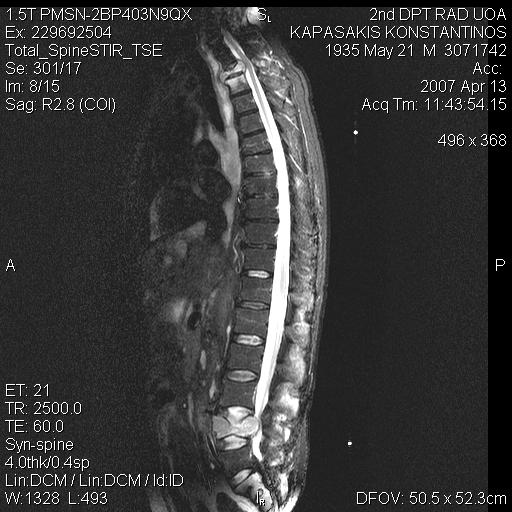 1.5T PMSN-2BP403N9QX
Ex: 229692504
Total_SpineSTIR_TSE
Se: 301/17
Im: 8/15
Sag: R2.8 (COI)
2nd DPT RAD UOA
KAPASAKIS KONSTANTINOS
1935 May 21 M 3071742
Acc:
2007 Apr 13
Acq Tm: 11:43:54.15
496 x 368
A
P
ET: 21
TR: 2500.0
TE: 60.0
Syn-spine
4.0thk/0.4sp
Lin:DCM / Lin:DCM / Id:ID
W:1328 L:493
DFOV: 50.5 x 52.3cm